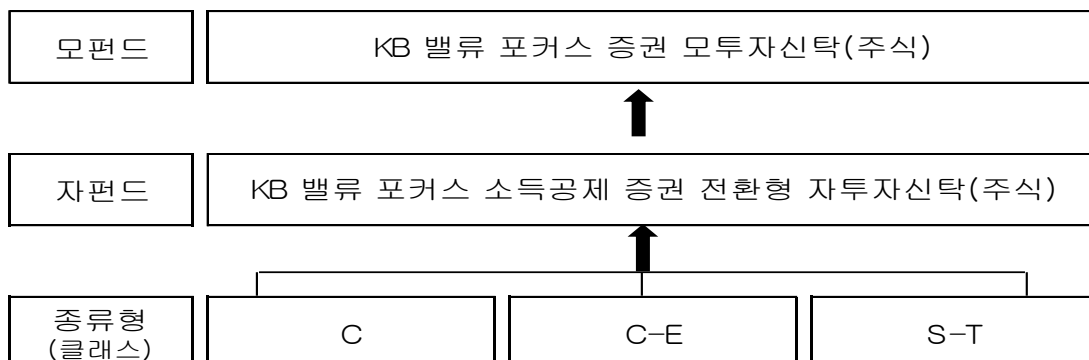 모펀드
KB 밸류 포커스 증권 모투자신탁(주식)
자펀드
KB 밸류 포커스 소득공제 증권 전환형 자투자신탁(주식)
종류형
(클래스)
C
C-E
S-T